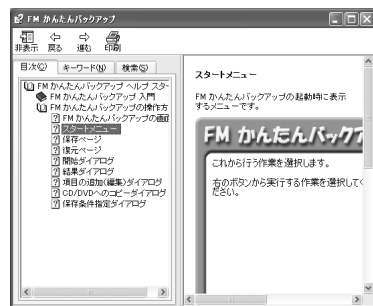 FM かんたんバックアップ
非表示 戻る 進む 印刷
目次(C) キーワード(N) 検索(S)
FM かんたんバックアップ ヘルプ スター
FM かんたんバックアップ 入門
FM かんたんバックアップの操作方
FM かんたんバックアップの画面
スタートメニュー
保存ページ
復元ページ
開始ダイアログ
結果ダイアログ
項目の追加(編集)ダイアログ
CD/DVDへのコピーダイアログ
保存条件指定ダイアログ
スタートメニュー
FM かんたんバックアップの起動時に表示
するメニューです。
FM かんたんバックア
これから行う作業を選択します。
右のボタンから実行する作業を選択してく
ださい。